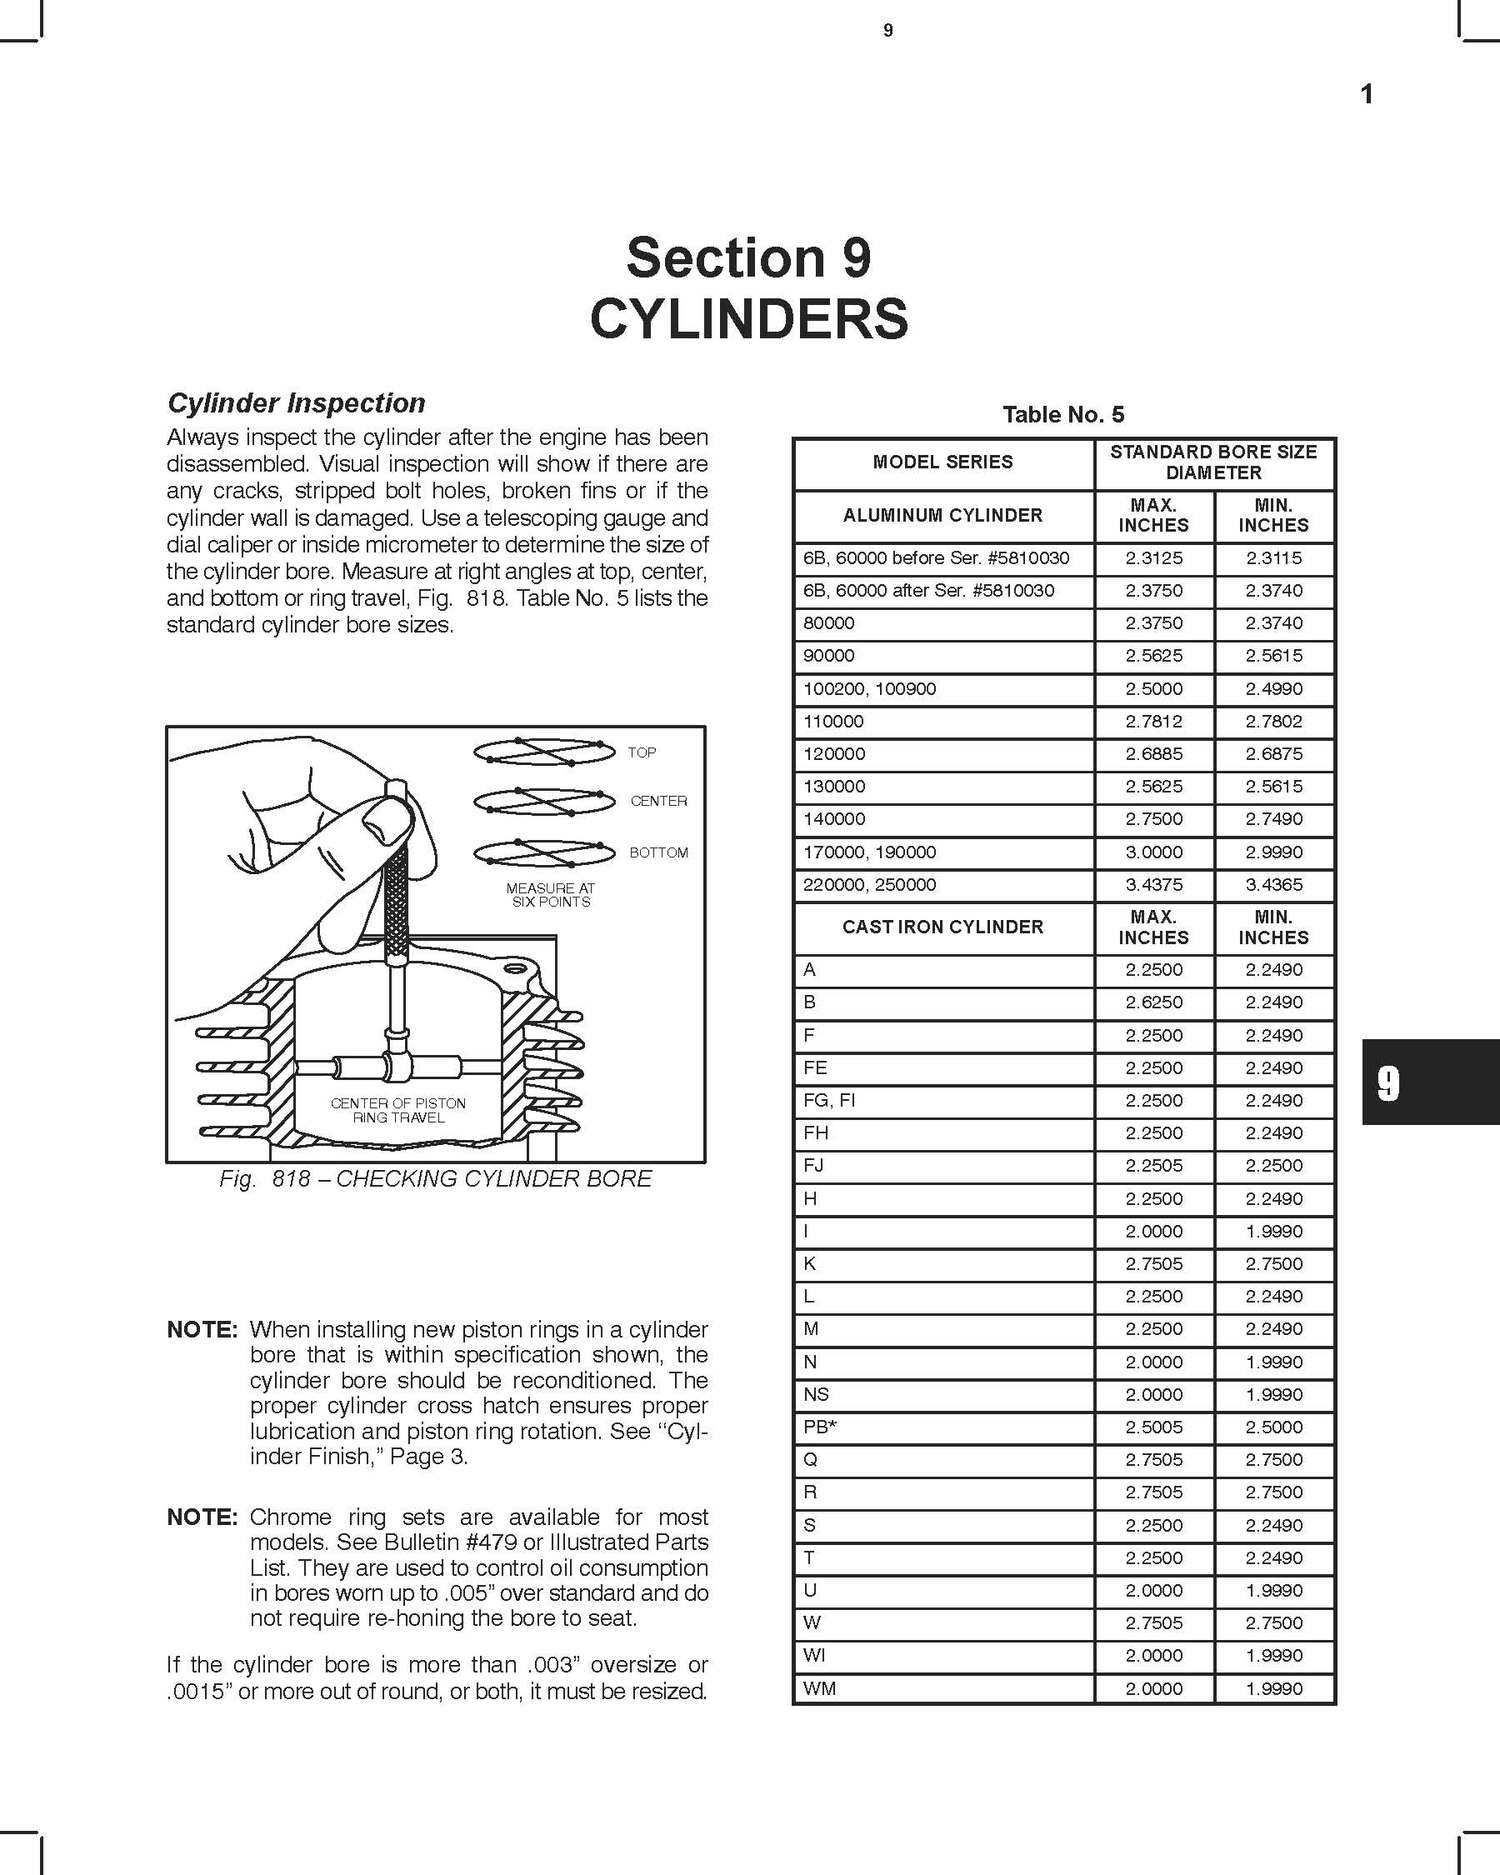 9
1
Section 9
CYLINDERS
Cylinder Inspection
Always inspect the cylinder after the engine has been
disassembled. Visual inspection will show if there are
any cracks, stripped bolt holes, broken fins or if the
cylinder wall is damaged. Use a telescoping gauge and
dial caliper or inside micrometer to determine the size of
the cylinder bore. Measure at right angles at top, center,
and bottom or ring travel, Fig. 818. Table No. 5 lists the
standard cylinder bore sizes.
TOP
CENTER
BOTTOM
MEASURE AT
SIX POINTS
CENTER OF PISTON
RING TRAVEL
Fig. 818 – CHECKING CYLINDER BORE
NOTE: When installing new piston rings in a cylinder
bore that is within specification shown, the
cylinder bore should be reconditioned. The
proper cylinder cross hatch ensures proper
lubrication and piston ring rotation. See “Cyl-
inder Finish,” Page 3.
NOTE: Chrome ring sets are available for most
models. See Bulletin #479 or Illustrated Parts
List. They are used to control oil consumption
in bores worn up to .005” over standard and do
not require re-honing the bore to seat.
If the cylinder bore is more than .003” oversize or
.0015” or more out of round, or both, it must be resized.
Table No. 5
MODEL SERIES STANDARD BORE SIZE
DIAMETER
ALUMINUM CYLINDER MAX. MIN.
INCHES INCHES
6B, 60000 before Ser. #5810030 2.3125 2.3115
6B, 60000 after Ser. #5810030 2.3750 2.3740
80000 2.3750 2.3740
90000 2.5625 2.5615
100200, 100900 2.5000 2.4990
110000 2.7812 2.7802
120000 2.6885 2.6875
130000 2.5625 2.5615
140000 2.7500 2.7490
170000, 190000 3.0000 2.9990
220000, 250000 3.4375 3.4365
CAST IRON CYLINDER MAX. MIN.
INCHES INCHES
A 2.2500 2.2490
B 2.6250 2.2490
F 2.2500 2.2490
FE 2.2500 2.2490
FG, FI 2.2500 2.2490
FH 2.2500 2.2490
FJ 2.2505 2.2500
H 2.2500 2.2490
I 2.0000 1.9990
K 2.7505 2.7500
L 2.2500 2.2490
M 2.2500 2.2490
N 2.0000 1.9990
NS 2.0000 1.9990
PB* 2.5005 2.5000
Q 2.7505 2.7500
R 2.7505 2.7500
S 2.2500 2.2490
T 2.2500 2.2490
U 2.0000 1.9990
W 2.7505 2.7500
WI 2.0000 1.9990
WM 2.0000 1.9990
9